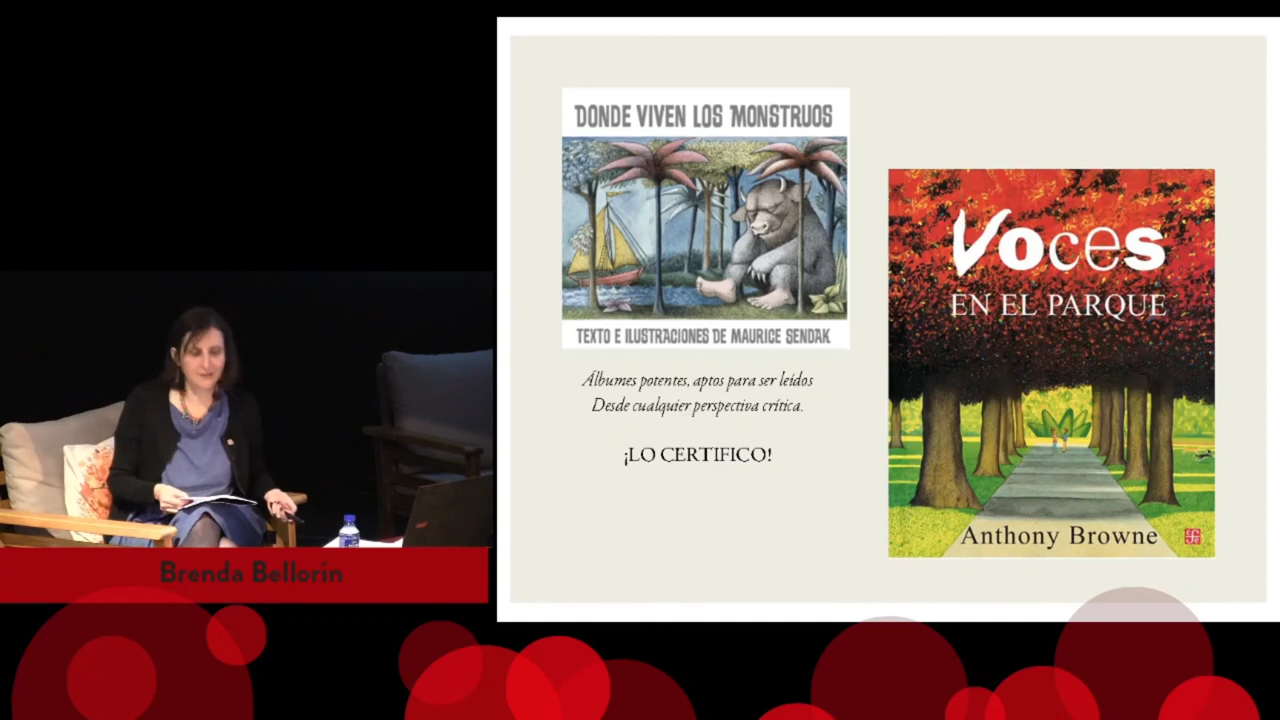 DONDE VIVEN LOS MONSTRUOS
TEXTO E ILUSTRACIONES DE MAURICE SENDAK
Álbumes potentes, aptos para ser leídos
Desde cualquier perspectiva crítica.
¡LO CERTIFICO!
Voces
EN EL PARQUE
Anthony Browne
Brenda Bellorín